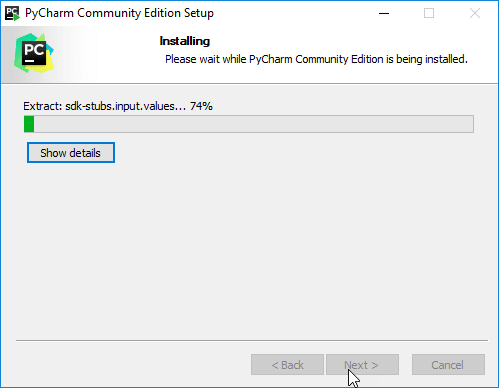 PC PyCharm Community Edition Setup
PC
Installing
Please wait while PyCharm Community Edition is being installed.
Extract: sdk-stubs.input.values... 74%
Show details
< Back Next > Cancel